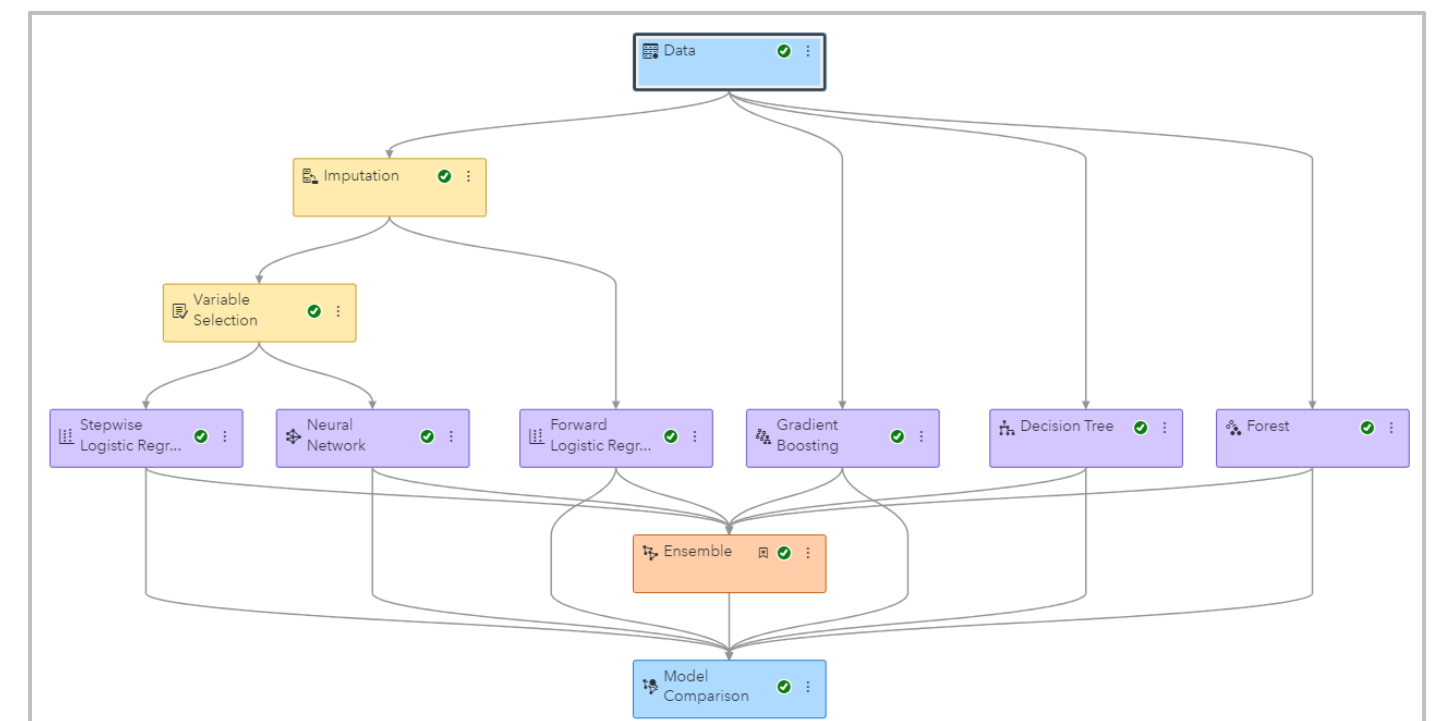 Data
Imputation
Variable
Selection
Stepwise
Logistic Regr...
Neural
Network
Forward
Logistic Regr...
Gradient
Boosting
Decision Tree
Forest
Ensemble
Model
Comparison